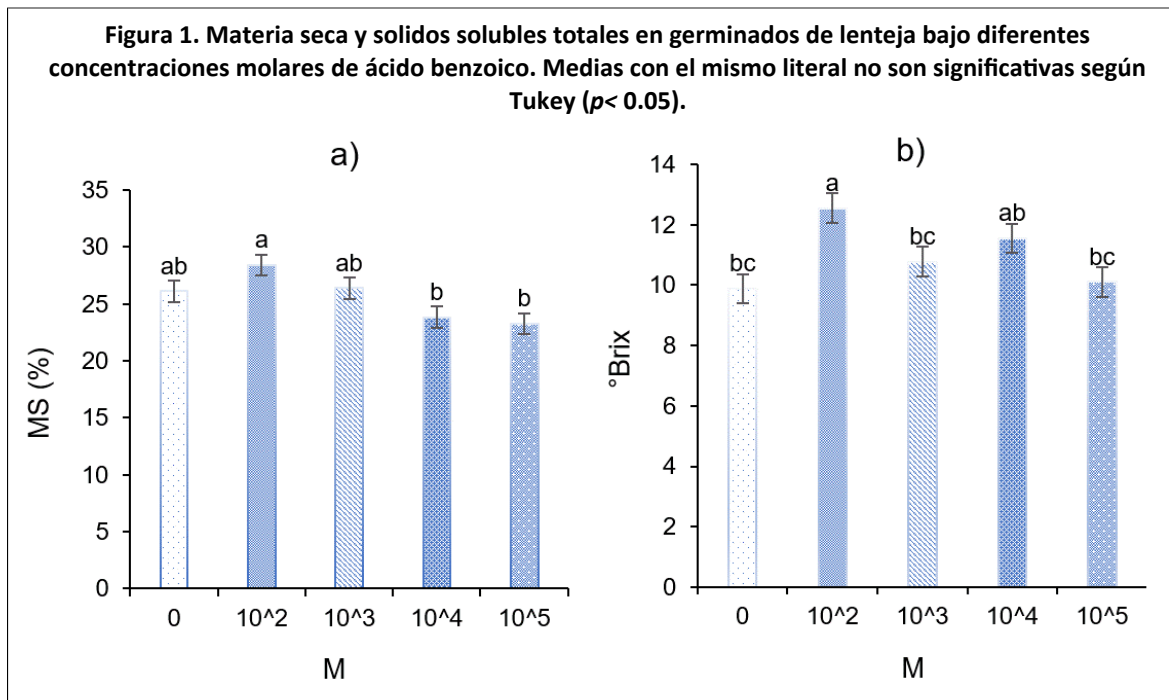 Figura 1. Materia seca y solidos solubles totales en germinados de lenteja bajo diferentes
concentraciones molares de ácido benzoico. Medias con el mismo literal no son significativas según
Tukey (p< 0.05).
a)
35
30
25
20
15
10
5
0
MS (%)
ab
a
ab
b
b
0 10^2 10^3 10^4 10^5
M
b)
14
12
10
8
6
4
2
0
°Brix
bc
a
bc
ab
bc
0 10^2 10^3 10^4 10^5
M